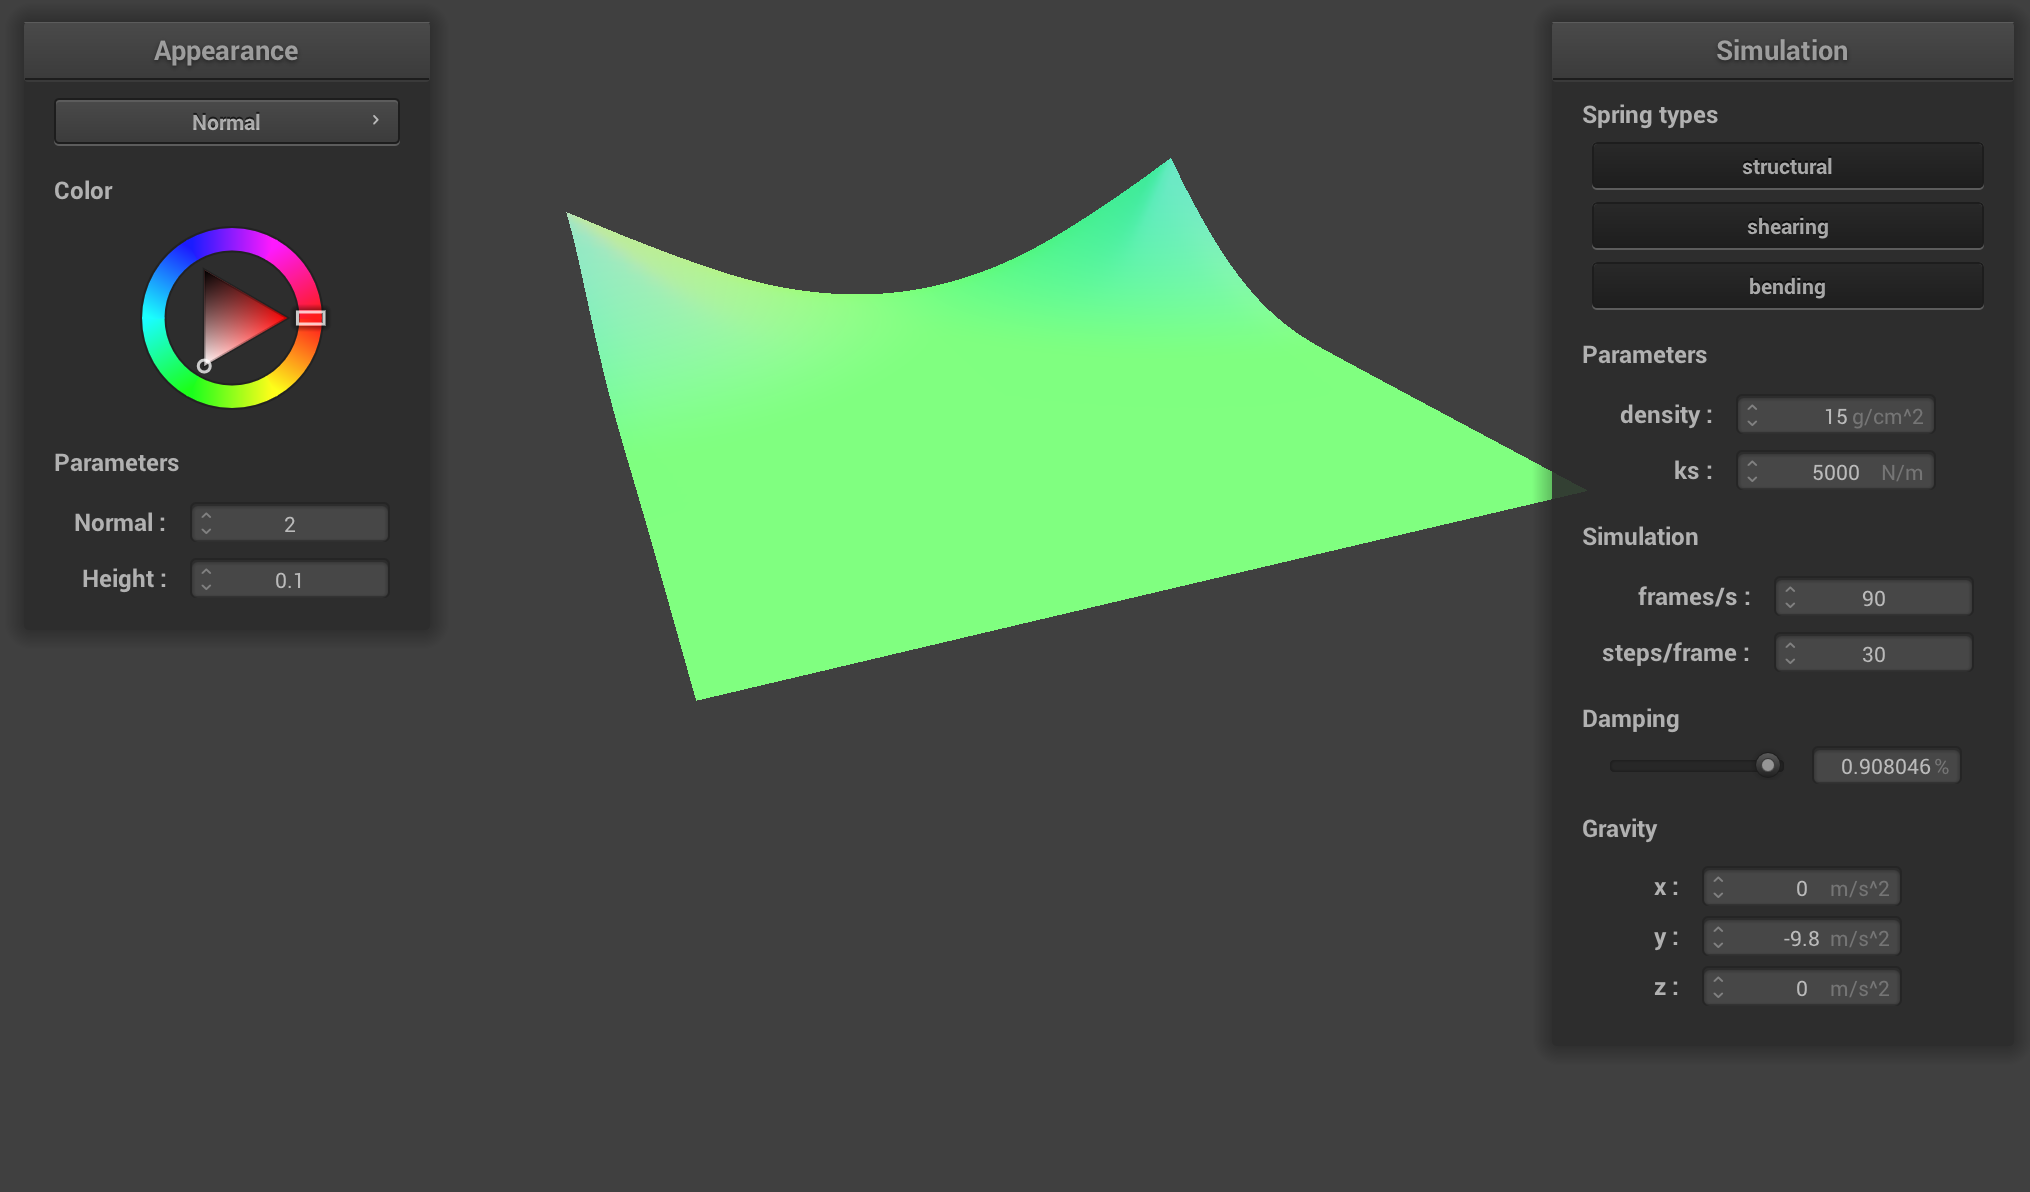 Appearance
Normal
Color
Parameters
Normal : 2
Height : 0.1
Simulation
Spring types
structural
shearing
bending
Parameters
density : 15 g/cm^2
ks : 5000 N/m
Simulation
frames/s : 90
steps/frame : 30
Damping
0.908046 %
Gravity
x : 0 m/s^2
y : -9.8 m/s^2
z : 0 m/s^2